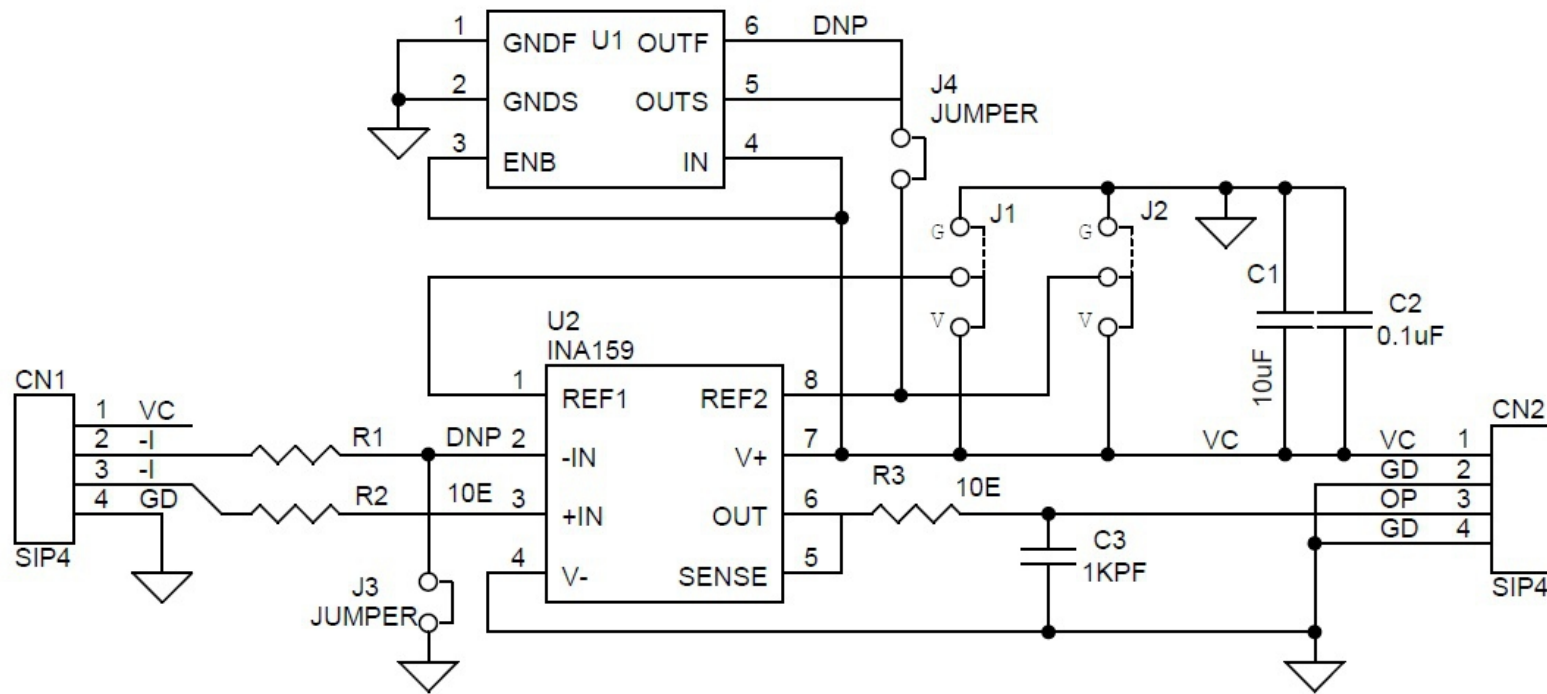 1
GNDF
U1
OUTF
6
DNP
2
GNDS
OUTS
5
J4
JUMPER
3
ENB
IN
4
G
J1
G
J2
V
V
C1
10uF
C2
0.1uF
U2
INA159
1
REF1
REF2
8
CN1
1
VC
2
-I
3
-I
4
GD
SIP4
R1
DNP
2
-IN
V+
7
VC
R2
10E
3
+IN
OUT
6
R3
10E
4
V-
SENSE
5
C3
1KPF
J3
JUMPER
CN2
VC
1
GD
2
OP
3
GD
4
SIP4